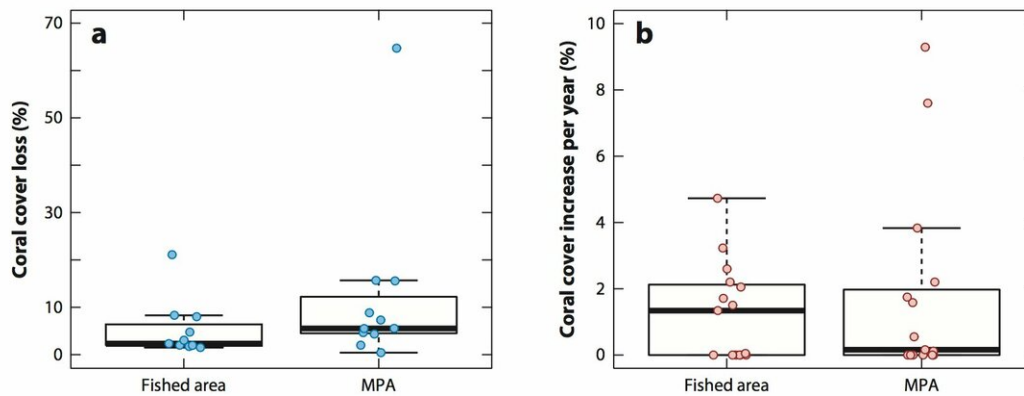 a
Coral cover loss (%)
70
50
30
10
0
Fished area
MPA
b
Coral cover increase per year (%)
10
8
6
4
2
0
Fished area
MPA